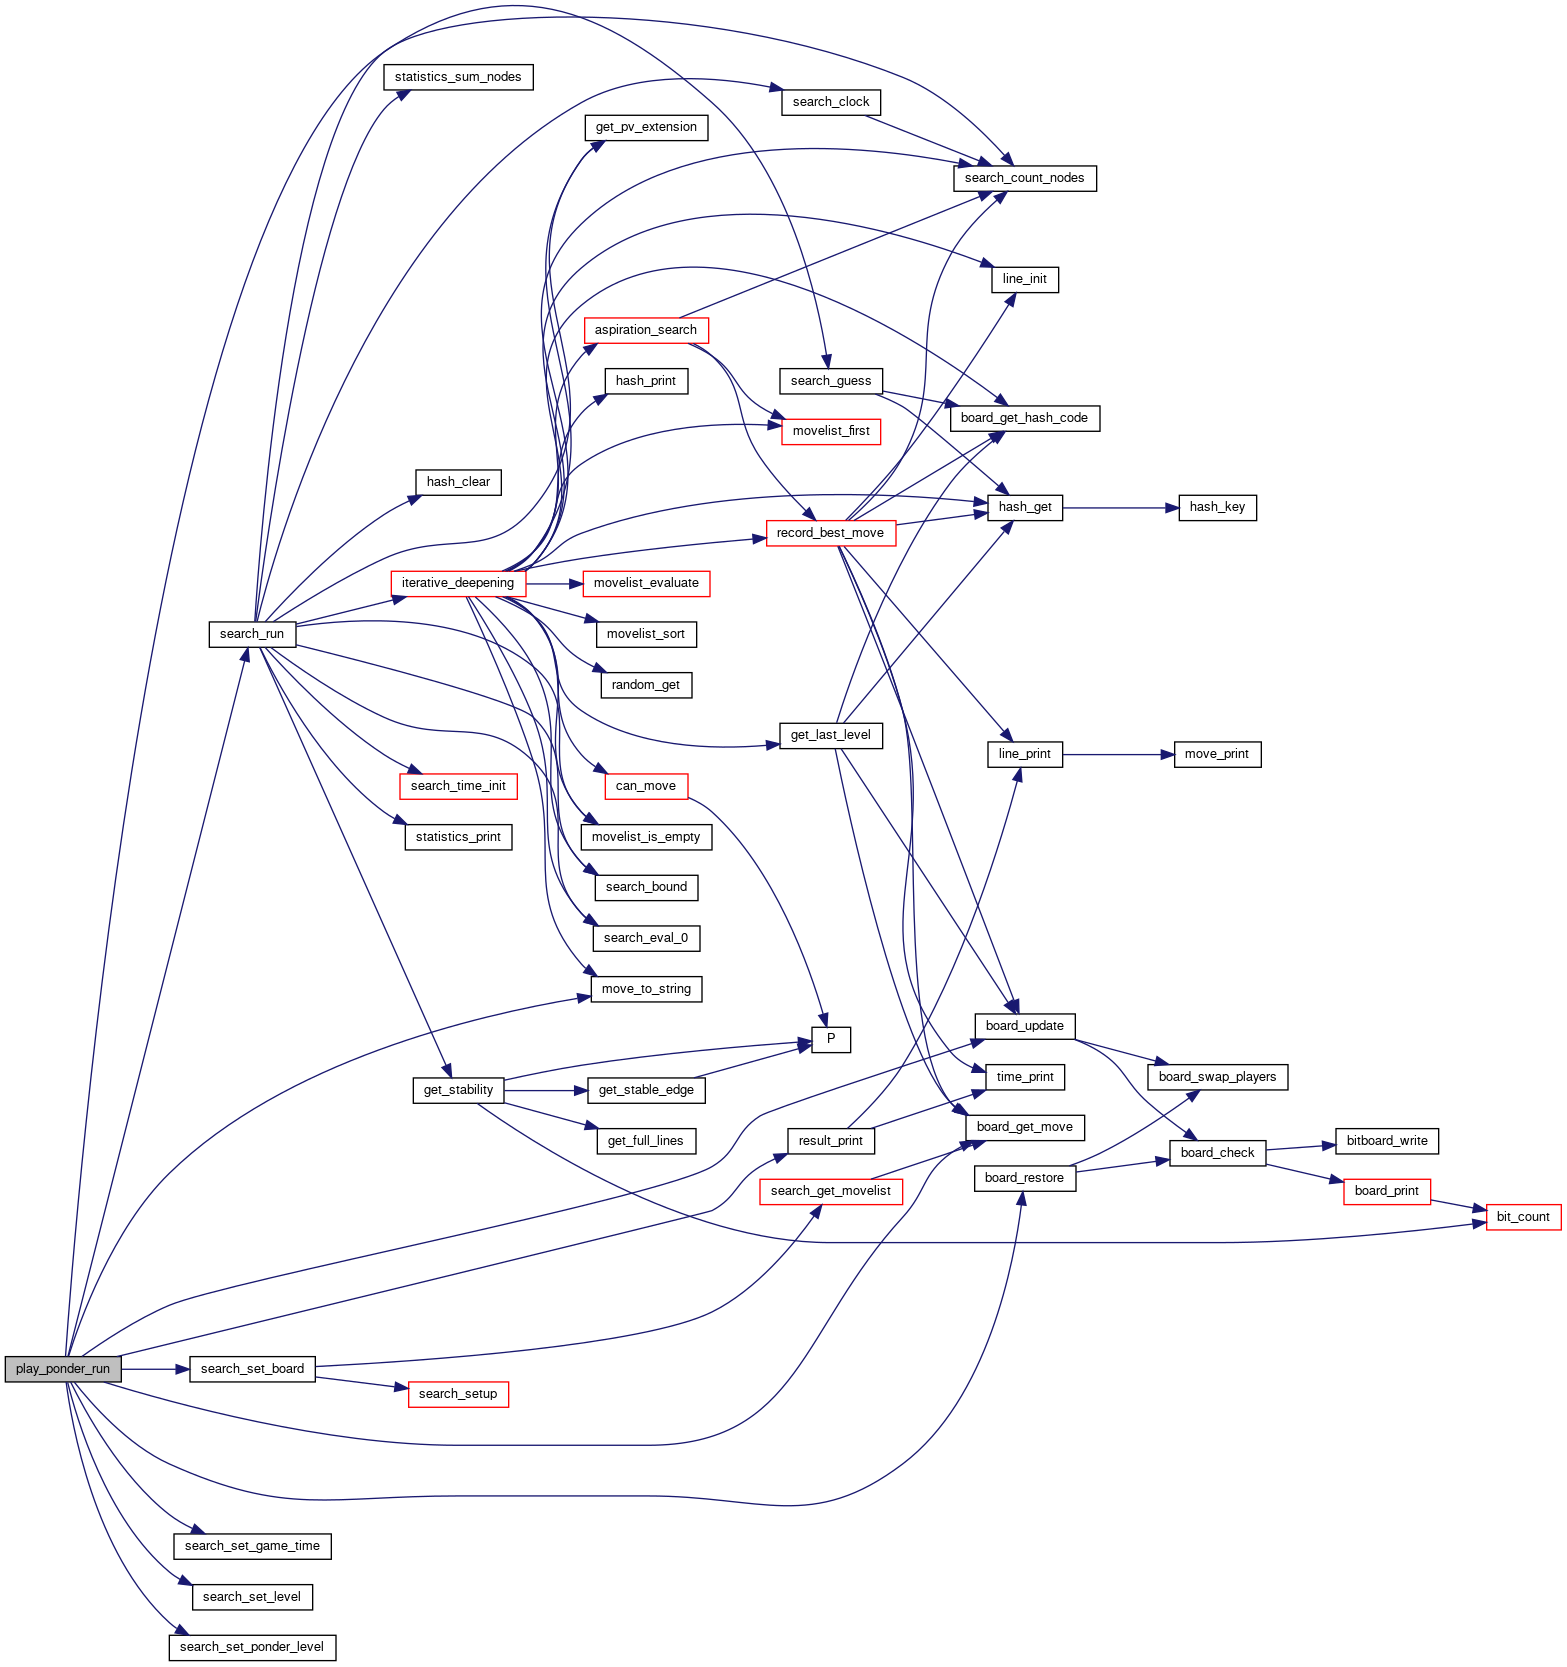 statistics_sum_nodes
search_clock
get_pv_extension
search_count_nodes
line_init
aspiration_search
hash_print
search_guess
board_get_hash_code
movelist_first
hash_clear
hash_get
hash_key
record_best_move
iterative_deepening
movelist_evaluate
search_run
movelist_sort
random_get
get_last_level
line_print
move_print
search_time_init
can_move
statistics_print
movelist_is_empty
search_bound
search_eval_0
move_to_string
board_update
P
time_print
board_swap_players
get_stability
get_stable_edge
board_get_move
get_full_lines
result_print
bitboard_write
board_check
board_restore
search_get_movelist
board_print
bit_count
play_ponder_run
search_set_board
search_setup
search_set_game_time
search_set_level
search_set_ponder_level